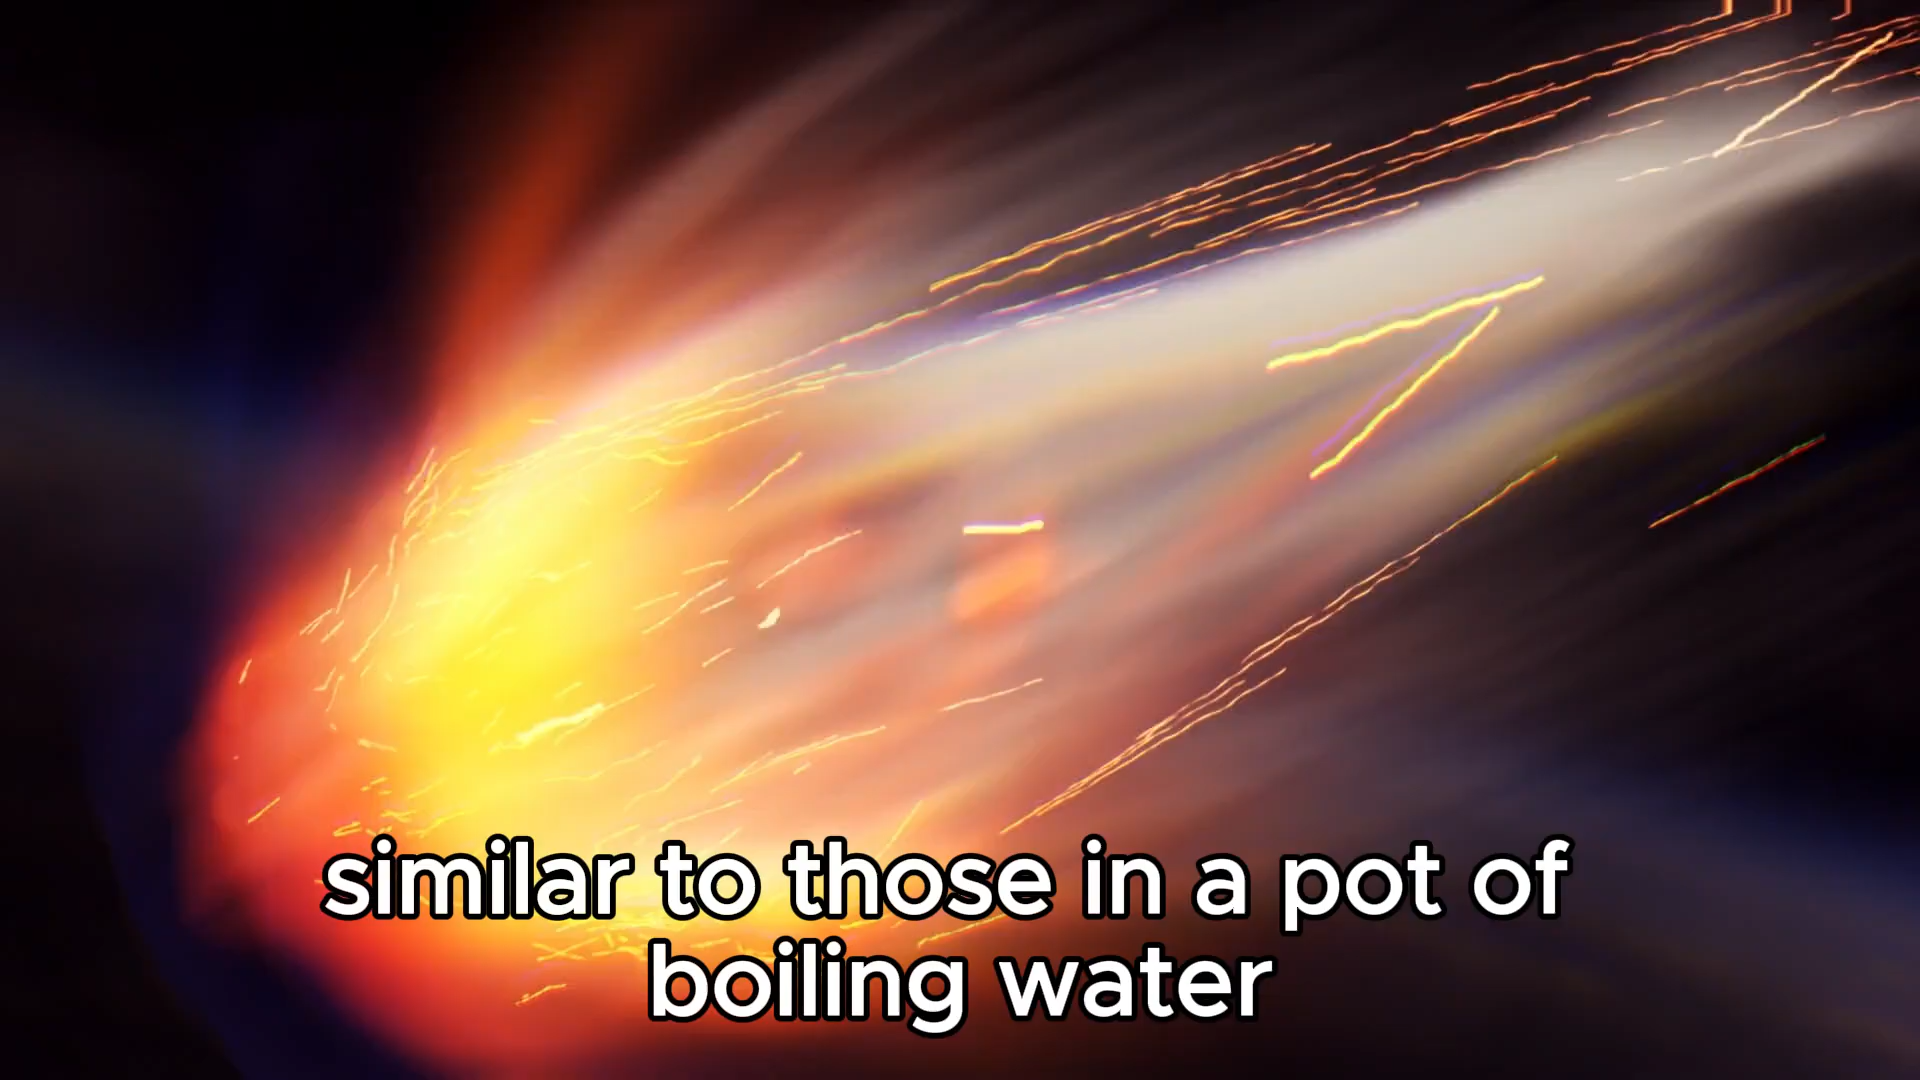 similar to those in a pot of
boiling water